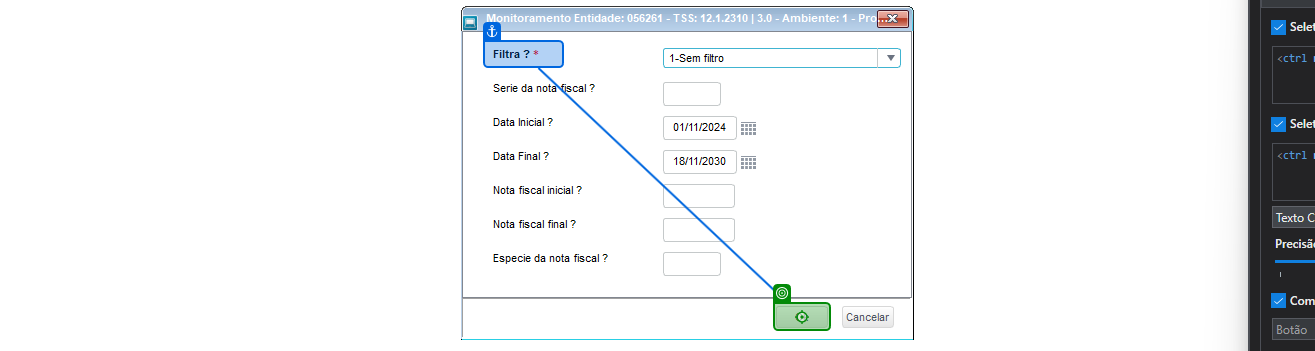 Monitoramento Entidade: 056261 - TSS: 12.1.2310 | 3.0 - Ambiente: 1 - Pro...
Filtra ? *
1-Sem filtro
Serie da nota fiscal ?
Data Inicial ?
01/11/2024
Data Final ?
18/11/2030
Nota fiscal inicial ?
Nota fiscal final ?
Especie da nota fiscal ?
Cancelar
Selet
<ctrl
Selet
<ctrl
Texto C
Precisã
Com
Botão